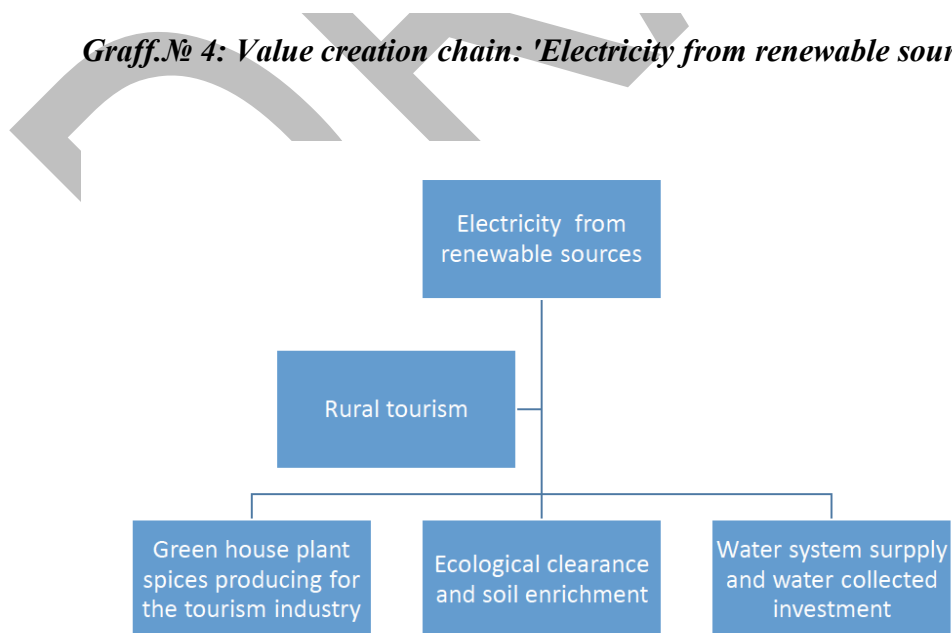 Graff.№ 4: Value creation chain: 'Electricity from renewable
Electricity from
renewable sources
Rural tourism
Green house plant
spices producing for
the tourism industry
Ecological clearance
and soil enrichment
Water system surpply
and water collected
investment